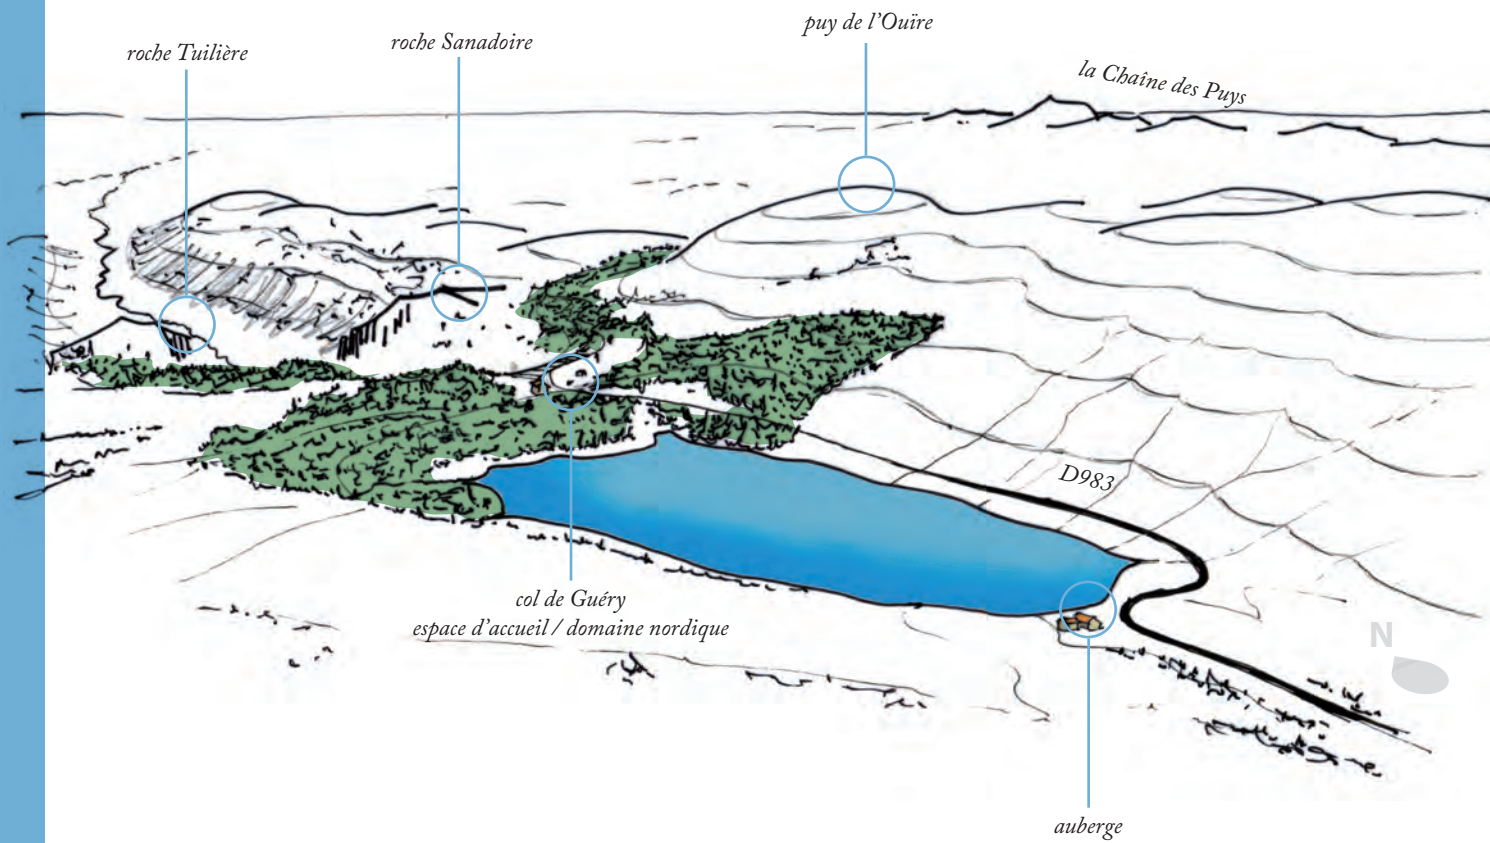 puy de l'Ouïre
roche Sanadoire
roche Tuilière
la Chaîne des Puys
D983
col de Guéry
espace d'accueil / domaine nordique
N
auberge